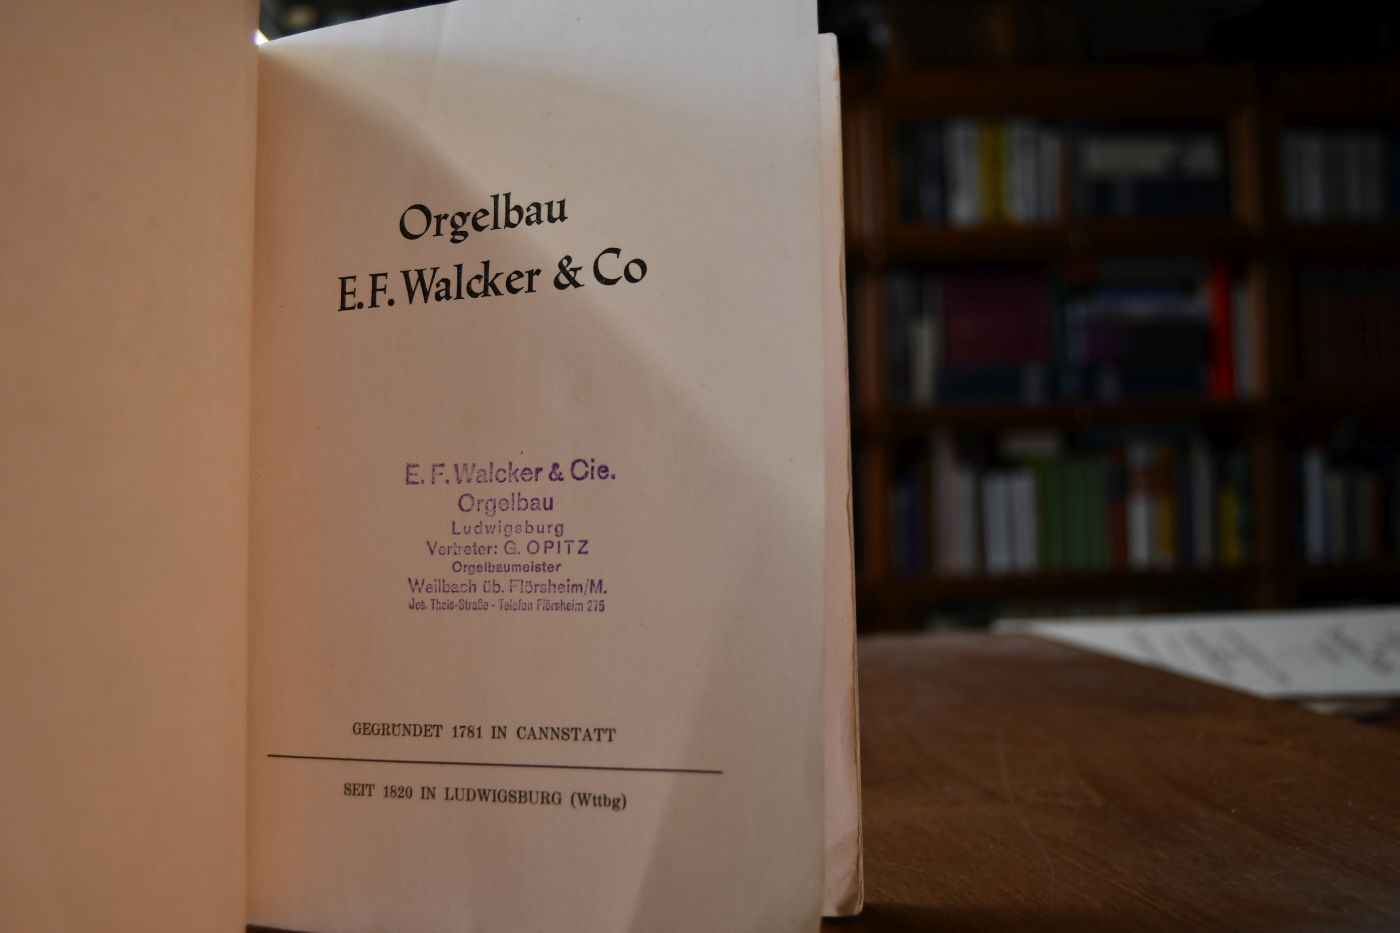 Orgelbau
E.F. Walcker & Co
E. F. Walcker & Cie.
Orgelbau
Ludwigsburg
Vertreter: G. OPITZ
Orgelbaumeister
Weilbach üb. Flörsheim/M.
Jos. Theis-Straße - Telefon Flörsheim 275
GEGRÜNDET 1781 IN CANNSTATT
SEIT 1820 IN LUDWIGSBURG (Wttbg)